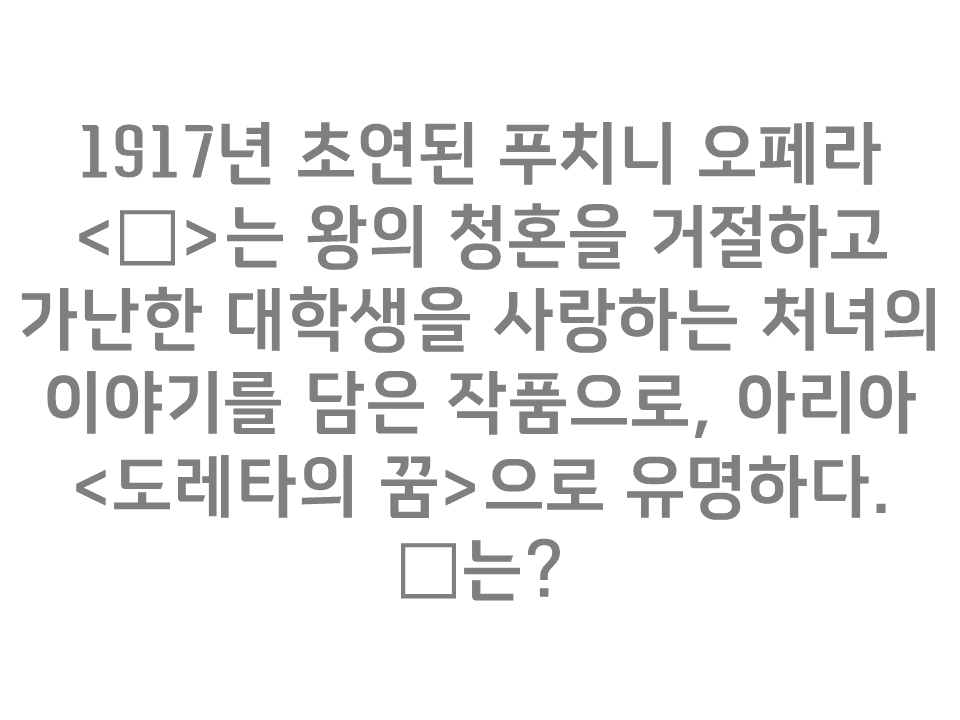 1917년 초연된 푸치니 오페라
<□>는 왕의 청혼을 거절하고
가난한 대학생을 사랑하는 처녀의
이야기를 담은 작품으로, 아리아
<도레타의 꿈>으로 유명하다.
□는?